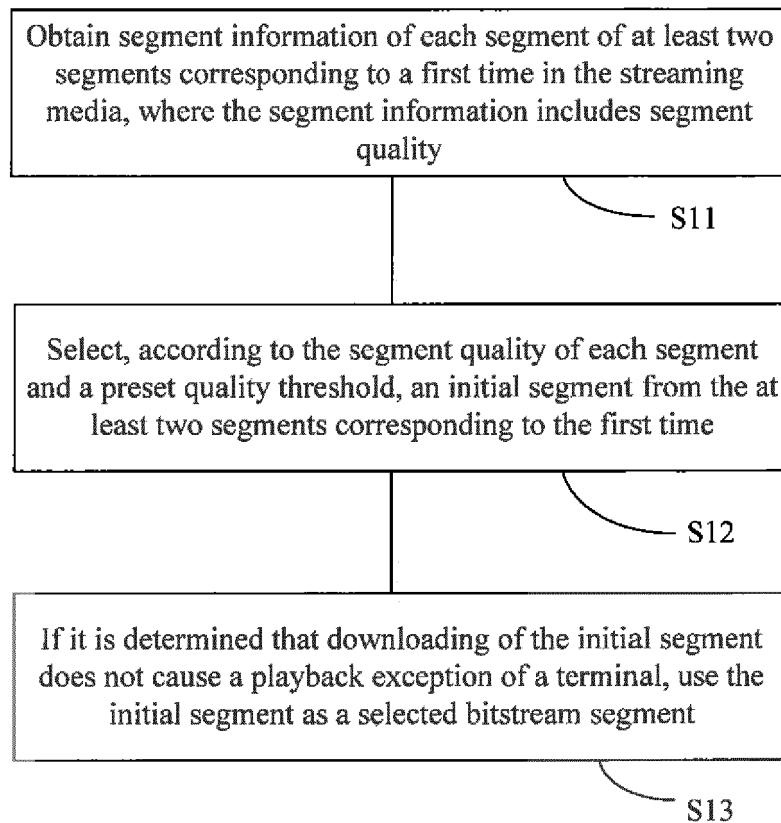 Obtain segment information of each segment of at least two
segments corresponding to a first time in the streaming
media, where the segment information includes segment
quality
S11
Select, according to the segment quality of each segment
and a preset quality threshold, an initial segment from the at
least two segments corresponding to the first time
S12
If it is determined that downloading of the initial segment
does not cause a playback exception of a terminal, use the
initial segment as a selected bitstream segment
S13